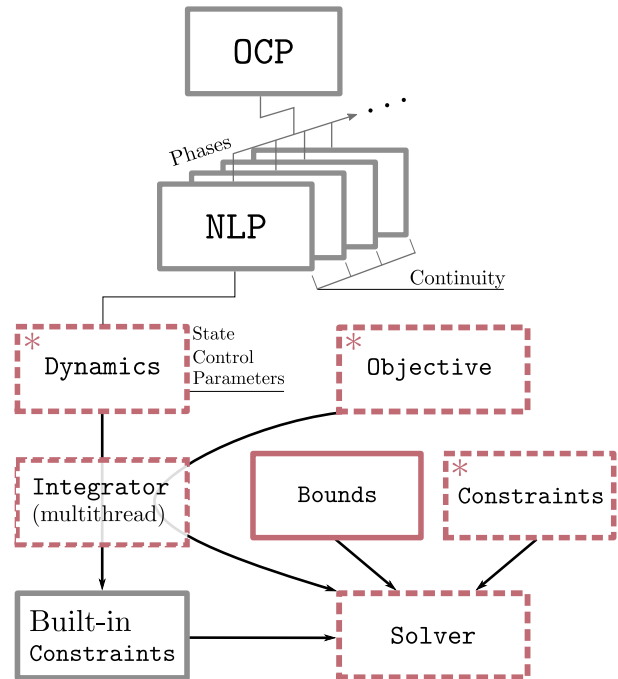 OCP
Phases
NLP
Continuity
* Dynamics
State
Control
Parameters
* Objective
Integrator
(multithread)
Bounds
* Constraints
Built-in
Constraints
Solver